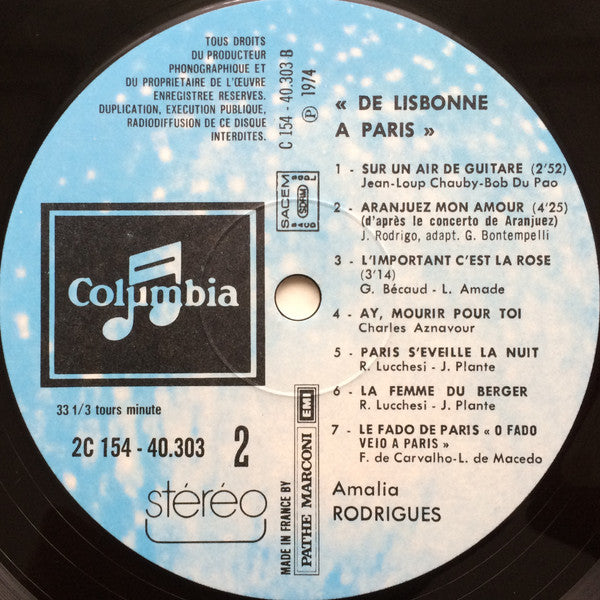 TOUS DROITS
DU PRODUCTEUR
PHONOGRAPHIQUE ET
DU PROPRIETAIRE DE L'ŒUVRE
ENREGISTREE RESERVES.
DUPLICATION, EXECUTION PUBLIQUE,
RADIODIFFUSION DE CE DISQUE
INTERDITES.
C 154 - 40.303 B
Ⓟ 1974
SACEM
SDRM
Columbia
33 1/3 tours minute
2C 154 - 40.303 2
stéréo
MADE IN FRANCE BY
PATHE MARCONI EMI
« DE LISBONNE
A PARIS »
1 - SUR UN AIR DE GUITARE (2'52)
Jean-Loup Chauby-Bob Du Pao
2 - ARANJUEZ MON AMOUR (4'25)
(d'après le concerto de Aranjuez)
J. Rodrigo, adapt. G. Bontempelli
3 - L'IMPORTANT C'EST LA ROSE
(3'14)
G. Bécaud - L. Amade
4 - AY, MOURIR POUR TOI
Charles Aznavour
5 - PARIS S'EVEILLE LA NUIT
R. Lucchesi - J. Plante
6 - LA FEMME DU BERGER
R. Lucchesi - J. Plante
7 - LE FADO DE PARIS « O FADO
VEIO A PARIS »
F. de Carvalho-L. de Macedo
Amalia
RODRIGUES